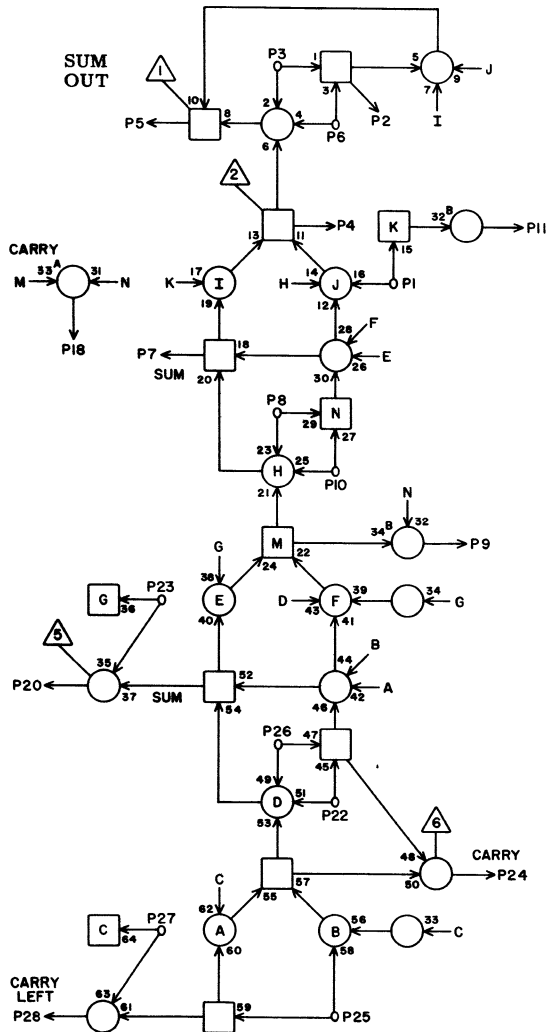 SUM
OUT
1
P3
1
5
J
9
7
I
10
8
P5
2
4
3
P2
P6
6
2
P4
13
11
K
15
32 B
P11
CARRY
33 A
31
M
N
P18
17
K
I
19
H
14
J
16
P1
12
28
F
E
26
30
P7
18
SUM
20
P8
N
29
27
23
H
25
21
P10
N
M
22
24
34 B
32
P9
G
38
E
40
D
43
F
39
41
34
G
P23
G
36
5
35
P20
37
SUM
52
54
44
B
A
42
46
P26
47
45
49
D
51
53
P22
6
48
50
CARRY
P24
55
57
C
62
A
60
B
56
58
33
C
P27
C
64
CARRY
LEFT
P28
63
61
59
P25